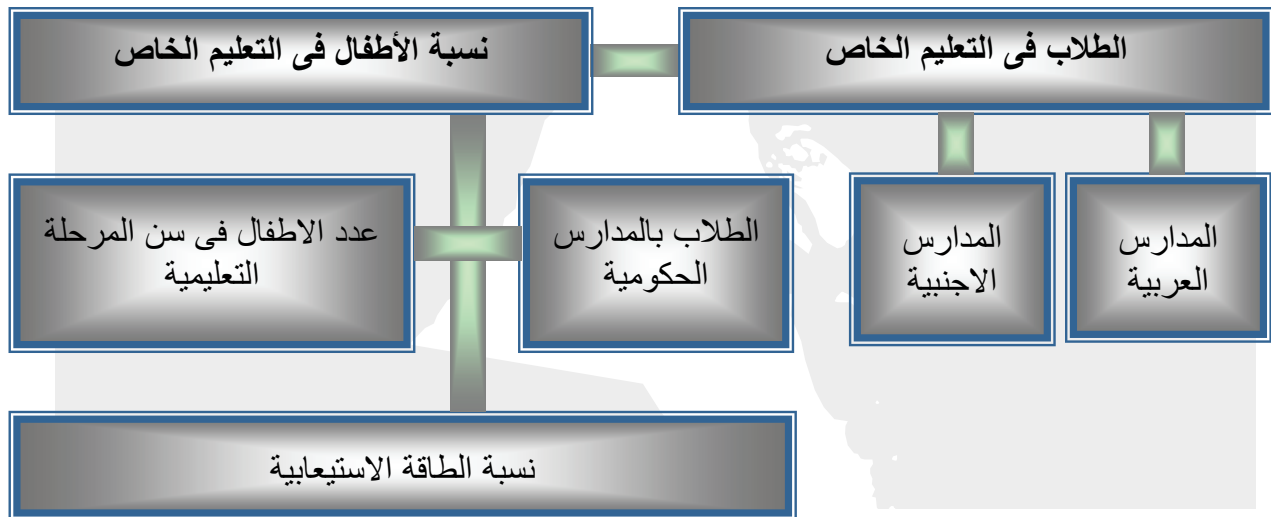 الطلاب فى التعليم الخاص
نسبة الأطفال فى التعليم الخاص
المدارس
العربية
المدارس
الاجنبية
الطلاب بالمدارس
الحكومية
عدد الاطفال فى سن المرحلة
التعليمية
نسبة الطاقة الاستيعابية